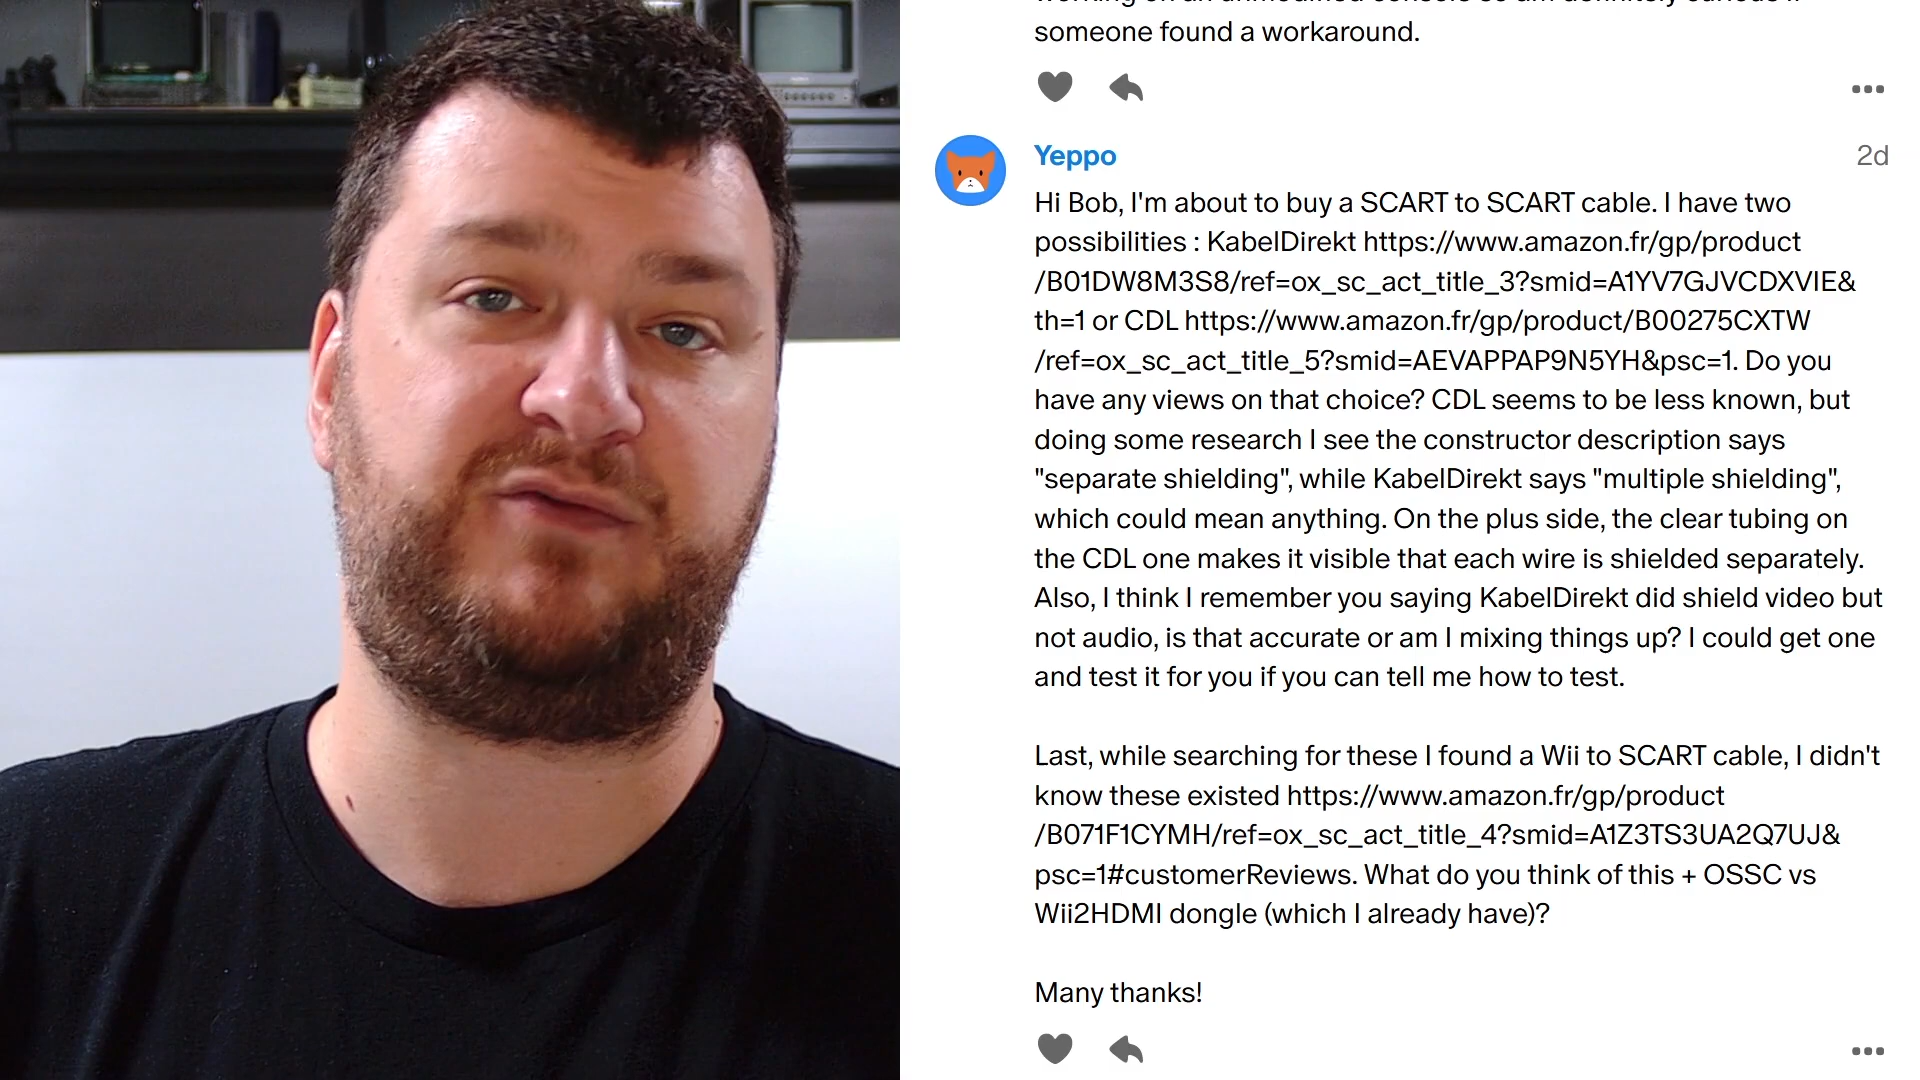 someone found a workaround.
Yeppo
2d
Hi Bob, I'm about to buy a SCART to SCART cable. I have two
possibilities : KabelDirekt https://www.amazon.fr/gp/product
/B01DW8M3S8/ref=ox_sc_act_title_3?smid=A1YV7GJVCDXVIE&
th=1 or CDL https://www.amazon.fr/gp/product/B00275CXTW
/ref=ox_sc_act_title_5?smid=AEVAPPAP9N5YH&psc=1. Do you
have any views on that choice? CDL seems to be less known, but
doing some research I see the constructor description says
"separate shielding", while KabelDirekt says "multiple shielding",
which could mean anything. On the plus side, the clear tubing on
the CDL one makes it visible that each wire is shielded separately.
Also, I think I remember you saying KabelDirekt did shield video but
not audio, is that accurate or am I mixing things up? I could get one
and test it for you if you can tell me how to test.
Last, while searching for these I found a Wii to SCART cable, I didn't
know these existed https://www.amazon.fr/gp/product
/B071F1CYMH/ref=ox_sc_act_title_4?smid=A1Z3TS3UA2Q7UJ&
psc=1#customerReviews. What do you think of this + OSSC vs
Wii2HDMI dongle (which I already have)?
Many thanks!